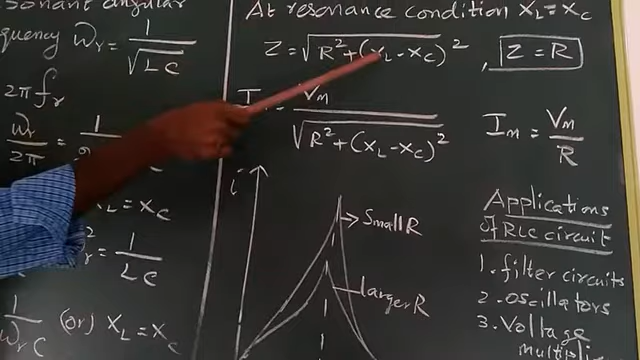 sonant angular
quency ω_r = 1/√LC
2πf_r
ω_r/2π = 1
X_L = X_C
² = 1/LC
1/ω_r C (or) X_L = X_C
At resonance condition X_L = X_C
Z = √R² + (X_L - X_C)² , Z = R
I = V_M / √R² + (X_L - X_C)²
I_m = V_M / R
i
Small R
larger R
Applications
of RLC circuit
1. filter circuits
2. oscillators
3. Voltage
multipli